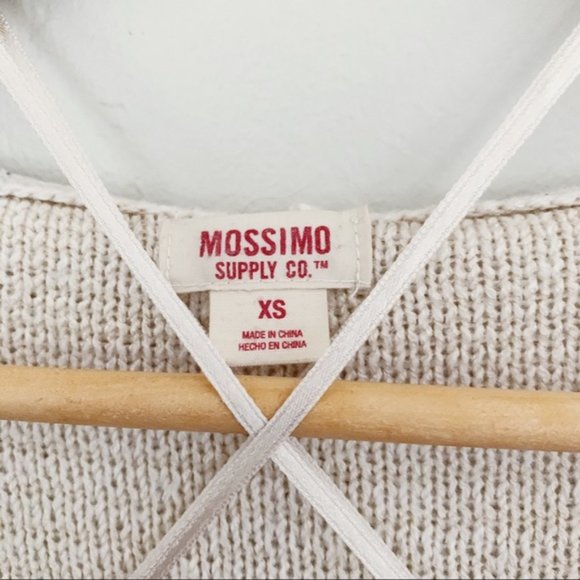 MOSSIMO
SUPPLY CO.™
XS
MADE IN CHINA
HECHO EN CHINA